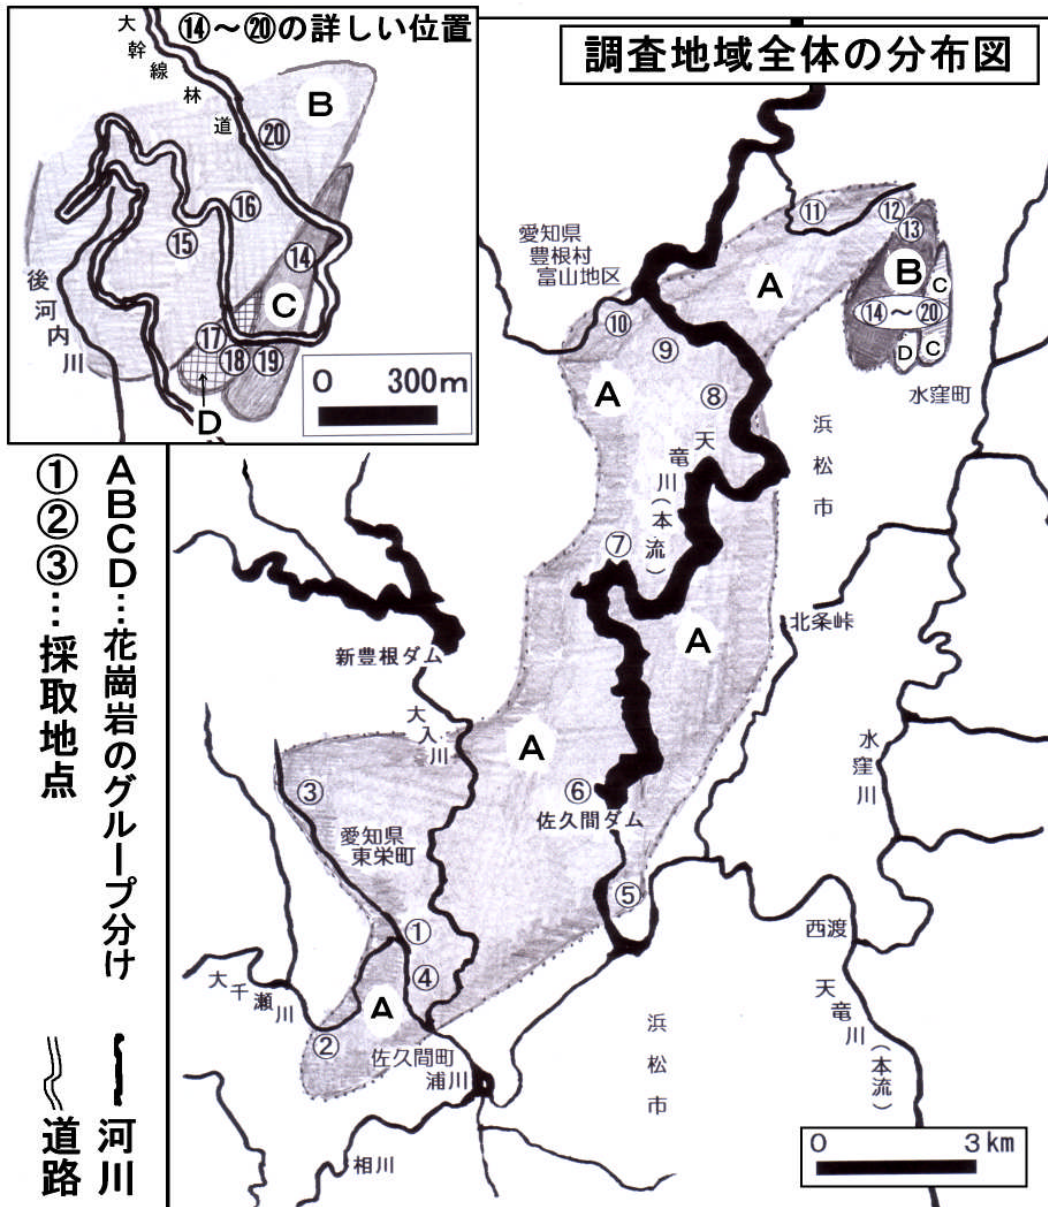 ⑭~⑳の詳しい位置
大幹線林道
B
⑳
⑯
⑮
⑭
C
⑰
⑱
⑲
D
後河内川
0 300m
調査地域全体の分布図
愛知県
豊根村
富山地区
⑪
⑫
⑬
A
B
C
⑭~⑳
D
C
⑩
⑨
A
⑧
水窪町
浜松市
天竜川(本流)
⑦
A
北条峠
新豊根ダム
大入川
A
水窪川
③
⑥
佐久間ダム
愛知県
東栄町
⑤
①
西渡
④
大千瀬川
A
②
天竜川(本流)
佐久間町
浦川
浜松市
相川
0 3km
ABCD…花崗岩のグループ分け
①②③…採取地点
河川
道路